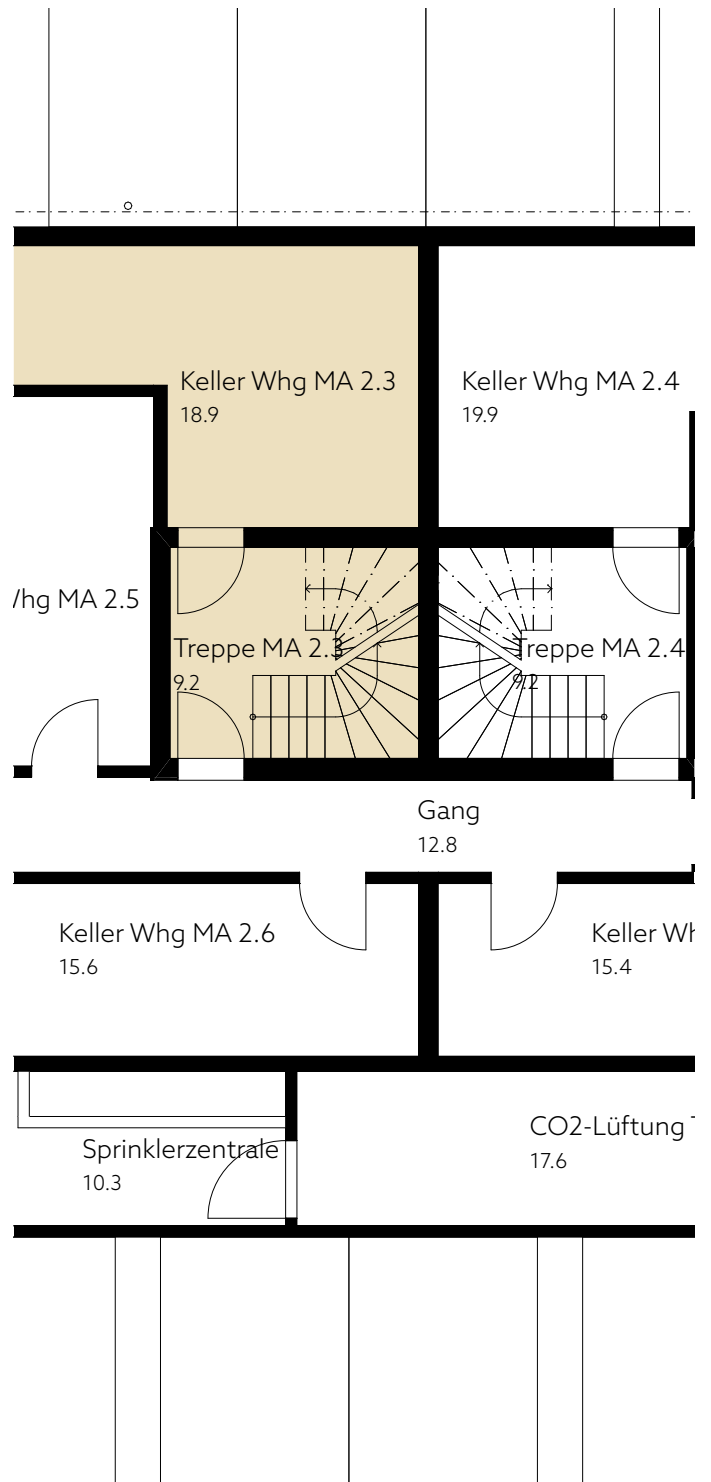 Keller Whg MA 2.3
18.9
Keller Whg MA 2.4
19.9
MA 2.5
Treppe MA 2.3
9.2
Treppe MA 2.4
9.2
Gang
12.8
Keller Whg MA 2.6
15.6
Keller
15.4
Sprinklerzentrale
10.3
CO2-Lüftung
17.6